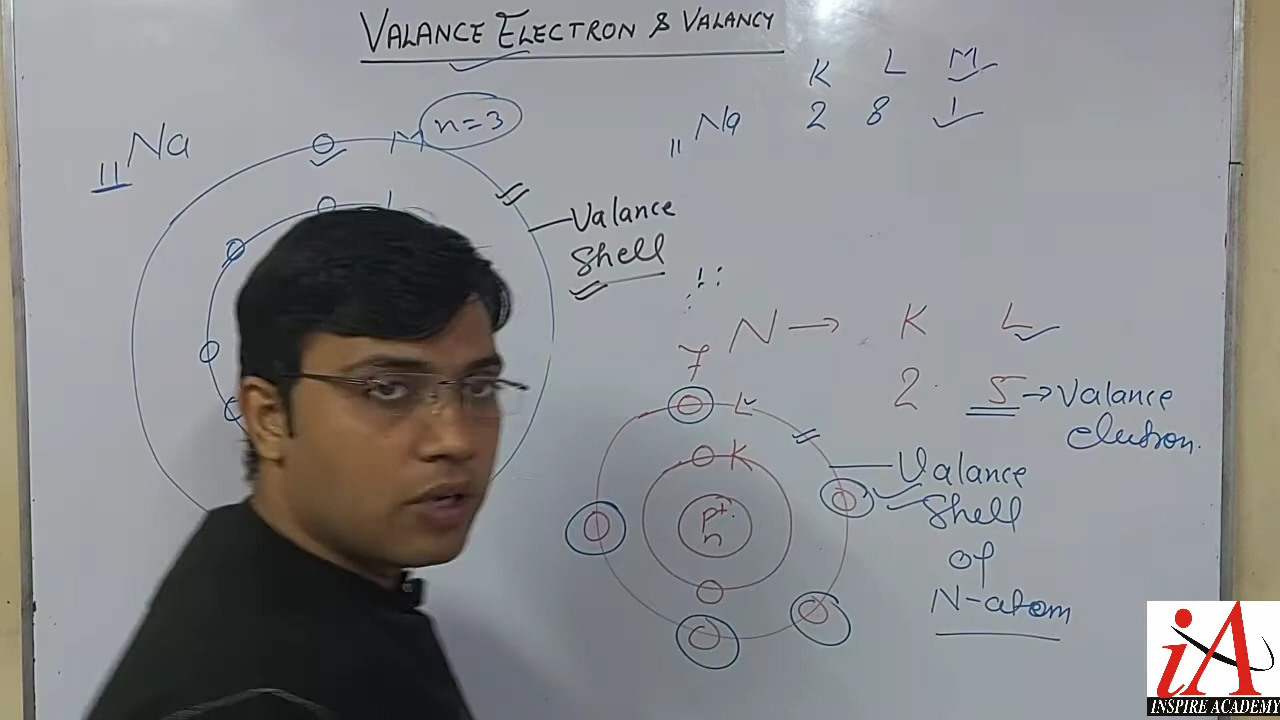 VALANCE ELECTRON & VALANCY
K L M
11Na 2 8 1
11Na
M n=3
Valance
Shell
7N → K L
2 5 → Valance
electron.
L
K
P+
n
Valance
Shell
of
N-atom
iA
INSPIRE ACADEMY